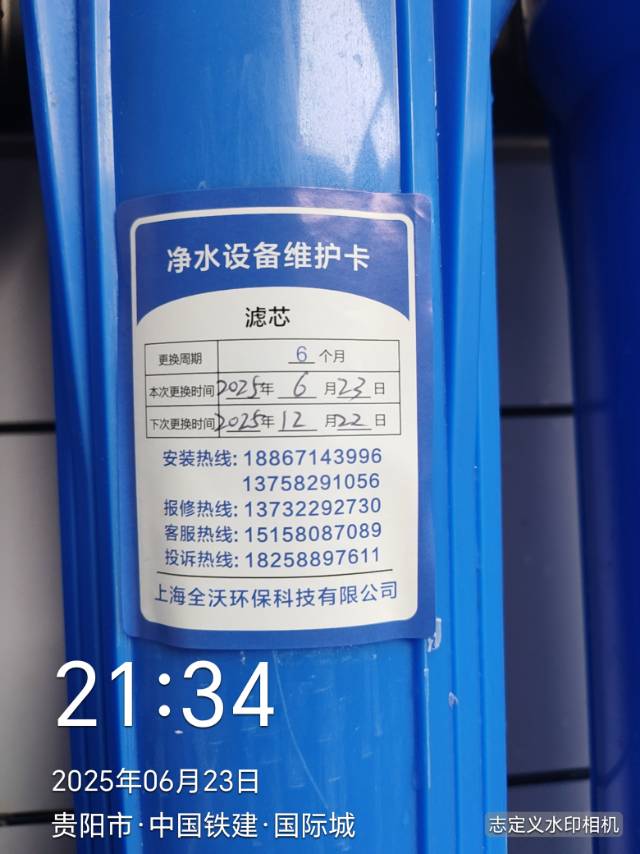 净水设备维护卡
滤芯
更换周期 6 个月
本次更换时间 2025年 6 月 23 日
下次更换时间 2025年 12 月 22 日
安装热线: 18867143996
13758291056
报修热线: 13732292730
客服热线: 15158087089
投诉热线: 18258897611
上海全沃环保科技有限公司
21:34
2025年06月23日
贵阳市·中国铁建·国际城
志定义水印相机